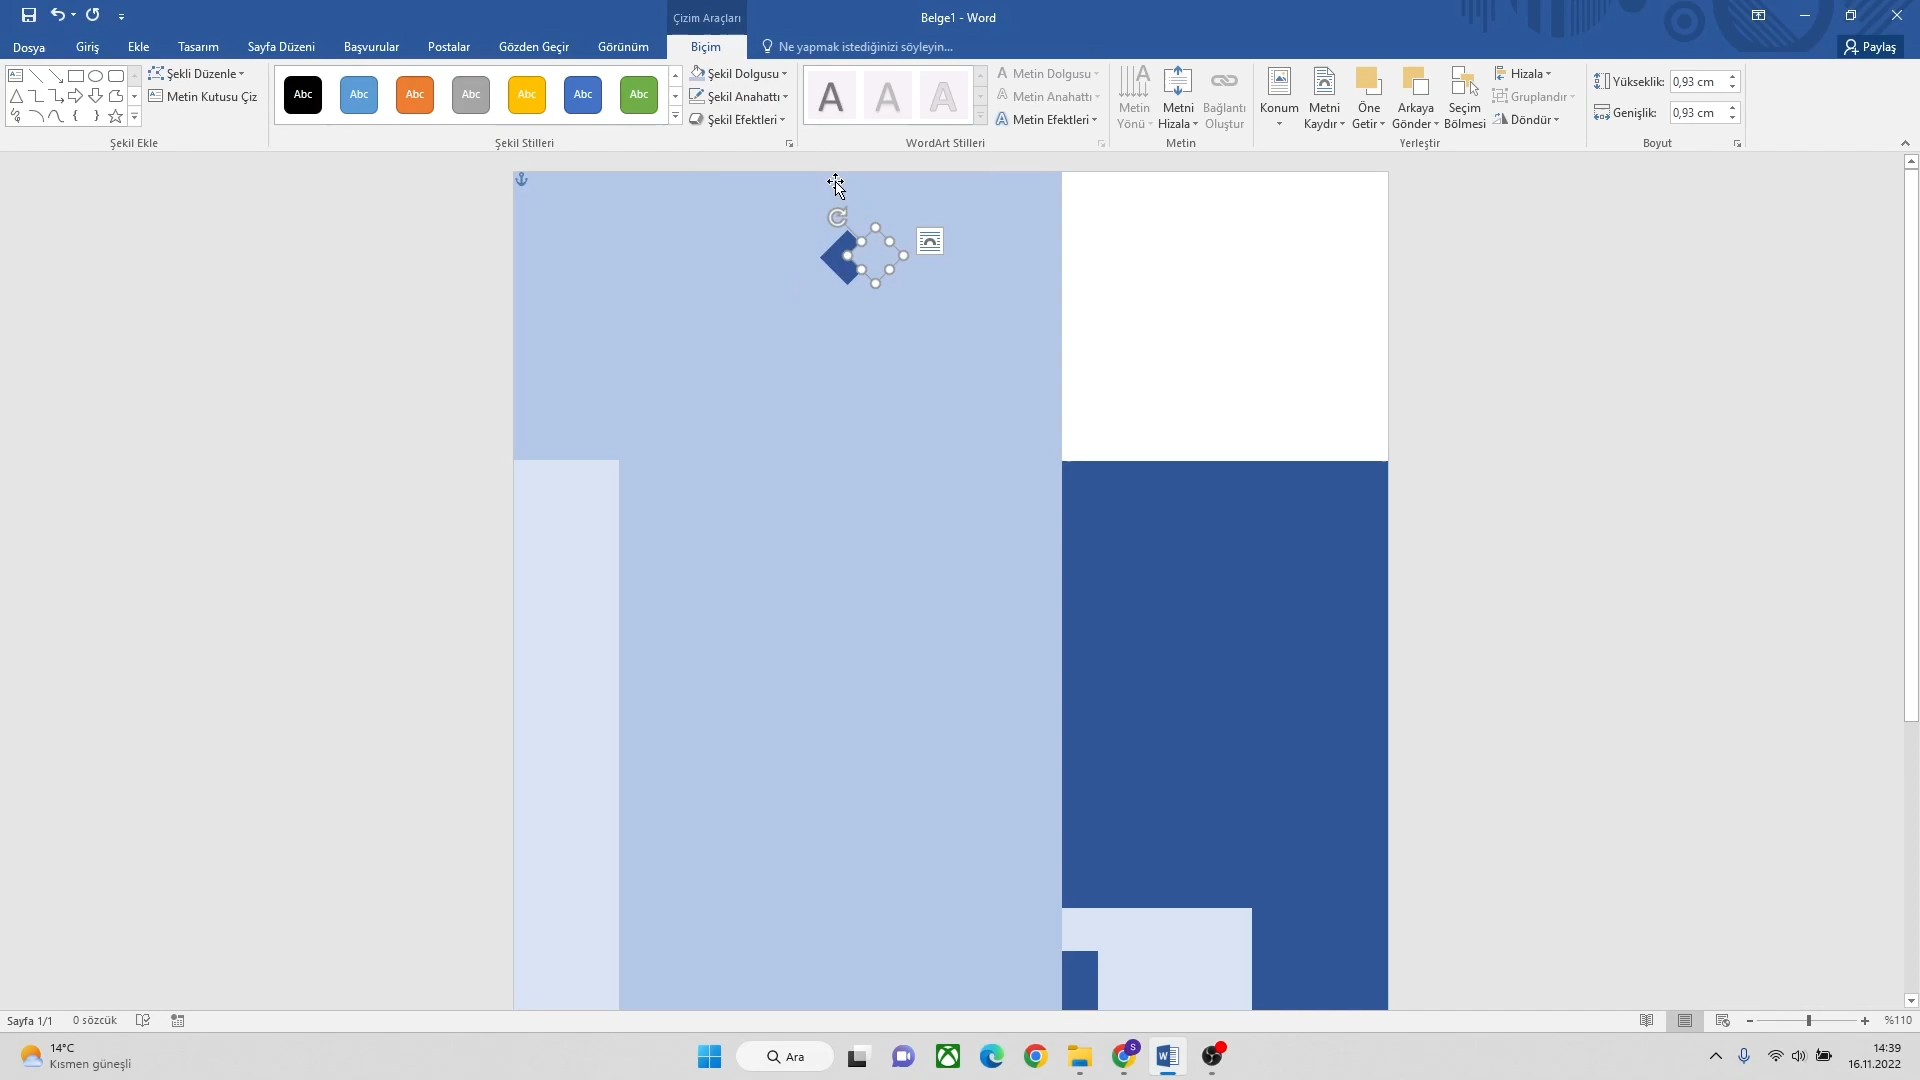 Çizim Araçları
Belge1 - Word
Dosya
Giriş
Ekle
Tasarım
Sayfa Düzeni
Başvurular
Postalar
Gözden Geçir
Görünüm
Biçim
Ne yapmak istediğinizi söyleyin...
Paylaş
Şekli Düzenle
Metin Kutusu Çiz
Şekil Ekle
Abc
Abc
Abc
Abc
Abc
Abc
Abc
Şekil Dolgusu
Şekil Anahattı
Şekil Efektleri
Şekil Stilleri
A
A
A
Metin Dolgusu
Metin Anahattı
Metin Efektleri
WordArt Stilleri
Metin
Yönü
Metni
Hizala
Bağlantı
Oluştur
Metin
Konum
Metni
Kaydır
Öne
Getir
Arkaya
Gönder
Seçim
Bölmesi
Hizala
Gruplandır
Döndür
Yerleştir
Yükseklik:
0,93 cm
Genişlik:
0,93 cm
Boyut
Sayfa 1/1
0 sözcük
%110
14°C
Kısmen güneşli
Ara
S
14:39
16.11.2022